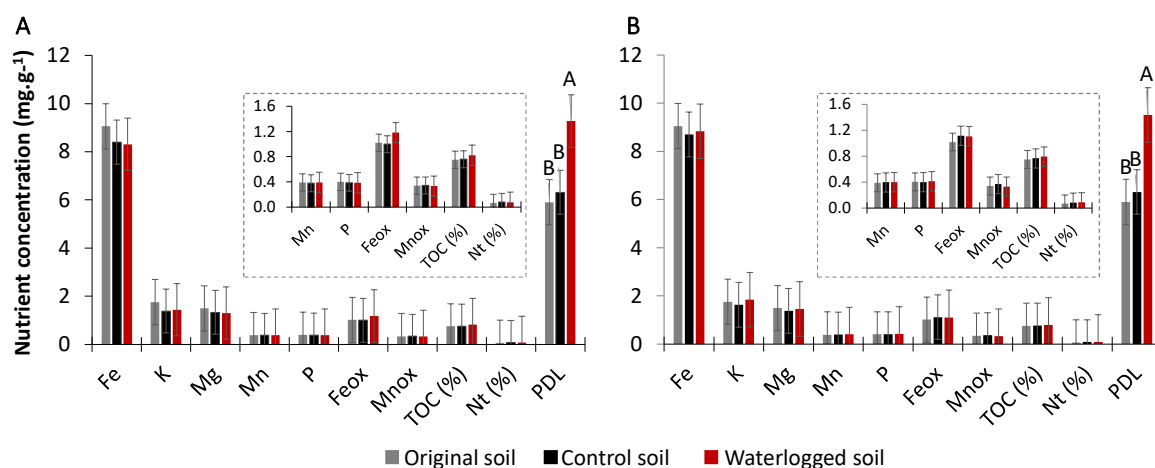 A
B
Nutrient concentration (mg.g-1)
12
10
8
6
4
2
0
1.6
1.2
0.8
0.4
0.0
Mn
P
Feox
Mnox
TOC (%)
Nt (%)
B
B
A
Fe
K
Mg
Mn
P
Feox
Mnox
TOC (%)
Nt (%)
PDL
12
10
8
6
4
2
0
1.6
1.2
0.8
0.4
0.0
Mn
P
Feox
Mnox
TOC (%)
Nt (%)
B
B
A
Fe
K
Mg
Mn
P
Feox
Mnox
TOC (%)
Nt (%)
PDL
Original soil
Control soil
Waterlogged soil